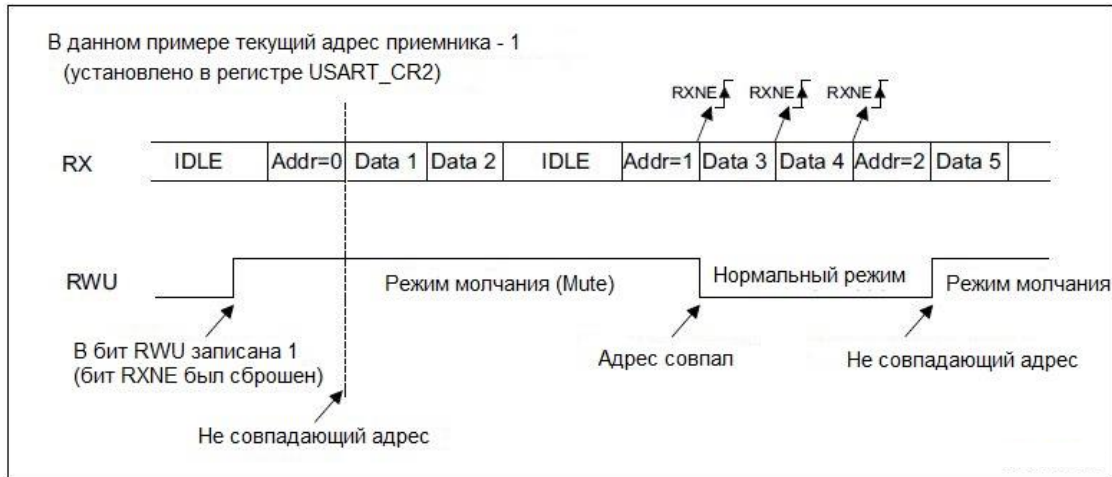 В данном примере текущий адрес приемника - 1
(установлено в регистре USART_CR2)
RXNE RXNE RXNE
RX IDLE Addr=0 Data 1 Data 2 IDLE Addr=1 Data 3 Data 4 Addr=2 Data 5
RWU Режим молчания (Mute) Нормальный режим Режим молчания
В бит RWU записана 1
(бит RXNE был сброшен)
Адрес совпал
Не совпадающий адрес
Не совпадающий адрес